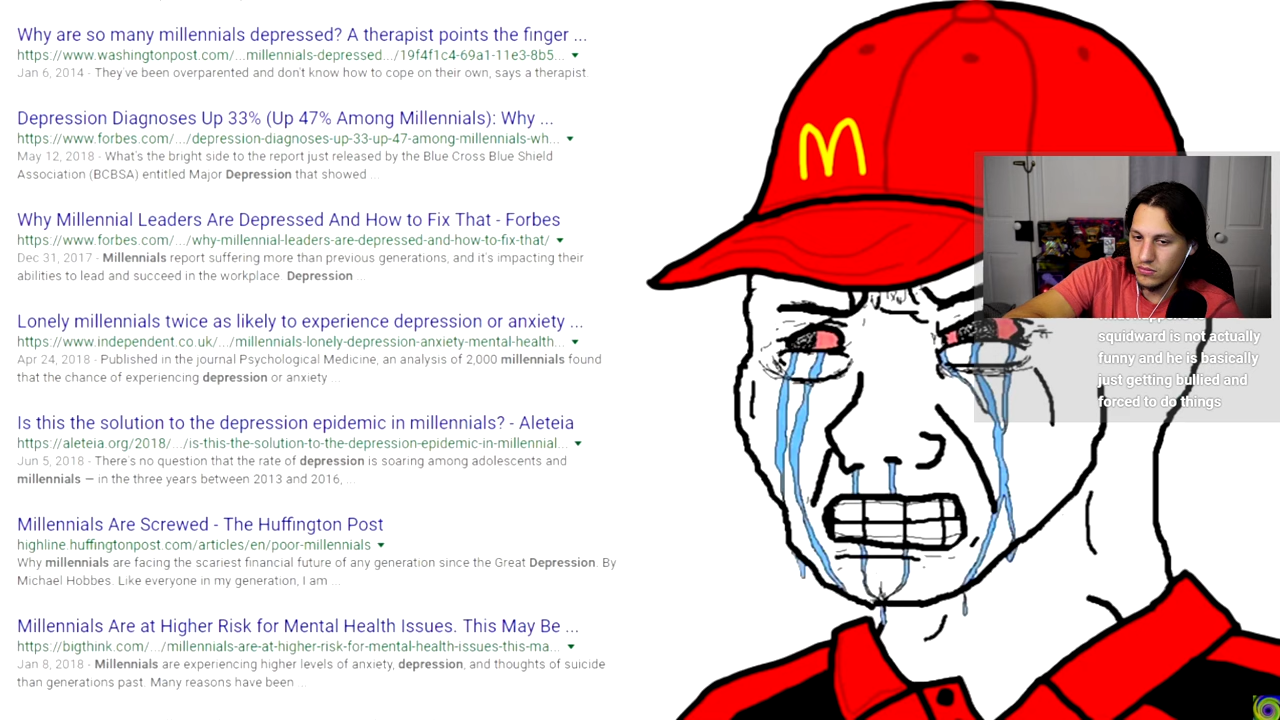 Why are so many millennials depressed? A therapist points the finger ...
https://www.washingtonpost.com/...millennials-depressed.../19f4f1c4-69a1-11e3-8b5...
Jan 6, 2014 - They've been overparented and don't know how to cope on their own, says a therapist.
Depression Diagnoses Up 33% (Up 47% Among Millennials): Why ...
https://www.forbes.com/.../depression-diagnoses-up-33-up-47-among-millennials-wh...
May 12, 2018 - What's the bright side to the report just released by the Blue Cross Blue Shield
Association (BCBSA) entitled Major Depression that showed ...
Why Millennial Leaders Are Depressed And How to Fix That - Forbes
https://www.forbes.com/.../why-millennial-leaders-are-depressed-and-how-to-fix-that/
Dec 31, 2017 - Millennials report suffering more than previous generations, and it's impacting their
abilities to lead and succeed in the workplace. Depression ...
Lonely millennials twice as likely to experience depression or anxiety ...
https://www.independent.co.uk/.../millennials-lonely-depression-anxiety-mental-health...
Apr 24, 2018 - Published in the journal Psychological Medicine, an analysis of 2,000 millennials found
that the chance of experiencing depression or anxiety ...
Is this the solution to the depression epidemic in millennials? - Aleteia
https://aleteia.org/2018/.../is-this-the-solution-to-the-depression-epidemic-in-millennial...
Jun 5, 2018 - There's no question that the rate of depression is soaring among adolescents and
millennials — in the three years between 2013 and 2016, ...
Millennials Are Screwed - The Huffington Post
highline.huffingtonpost.com/articles/en/poor-millennials
Why millennials are facing the scariest financial future of any generation since the Great Depression. By
Michael Hobbes. Like everyone in my generation, I am ...
Millennials Are at Higher Risk for Mental Health Issues. This May Be ...
https://bigthink.com/.../millennials-are-at-higher-risk-for-mental-health-issues-this-ma...
Jan 8, 2018 - Millennials are experiencing higher levels of anxiety, depression, and thoughts of suicide
than generations past. Many reasons have been ...
M
squidward is not actually
funny and he is basically
just getting bullied and
forced to do things